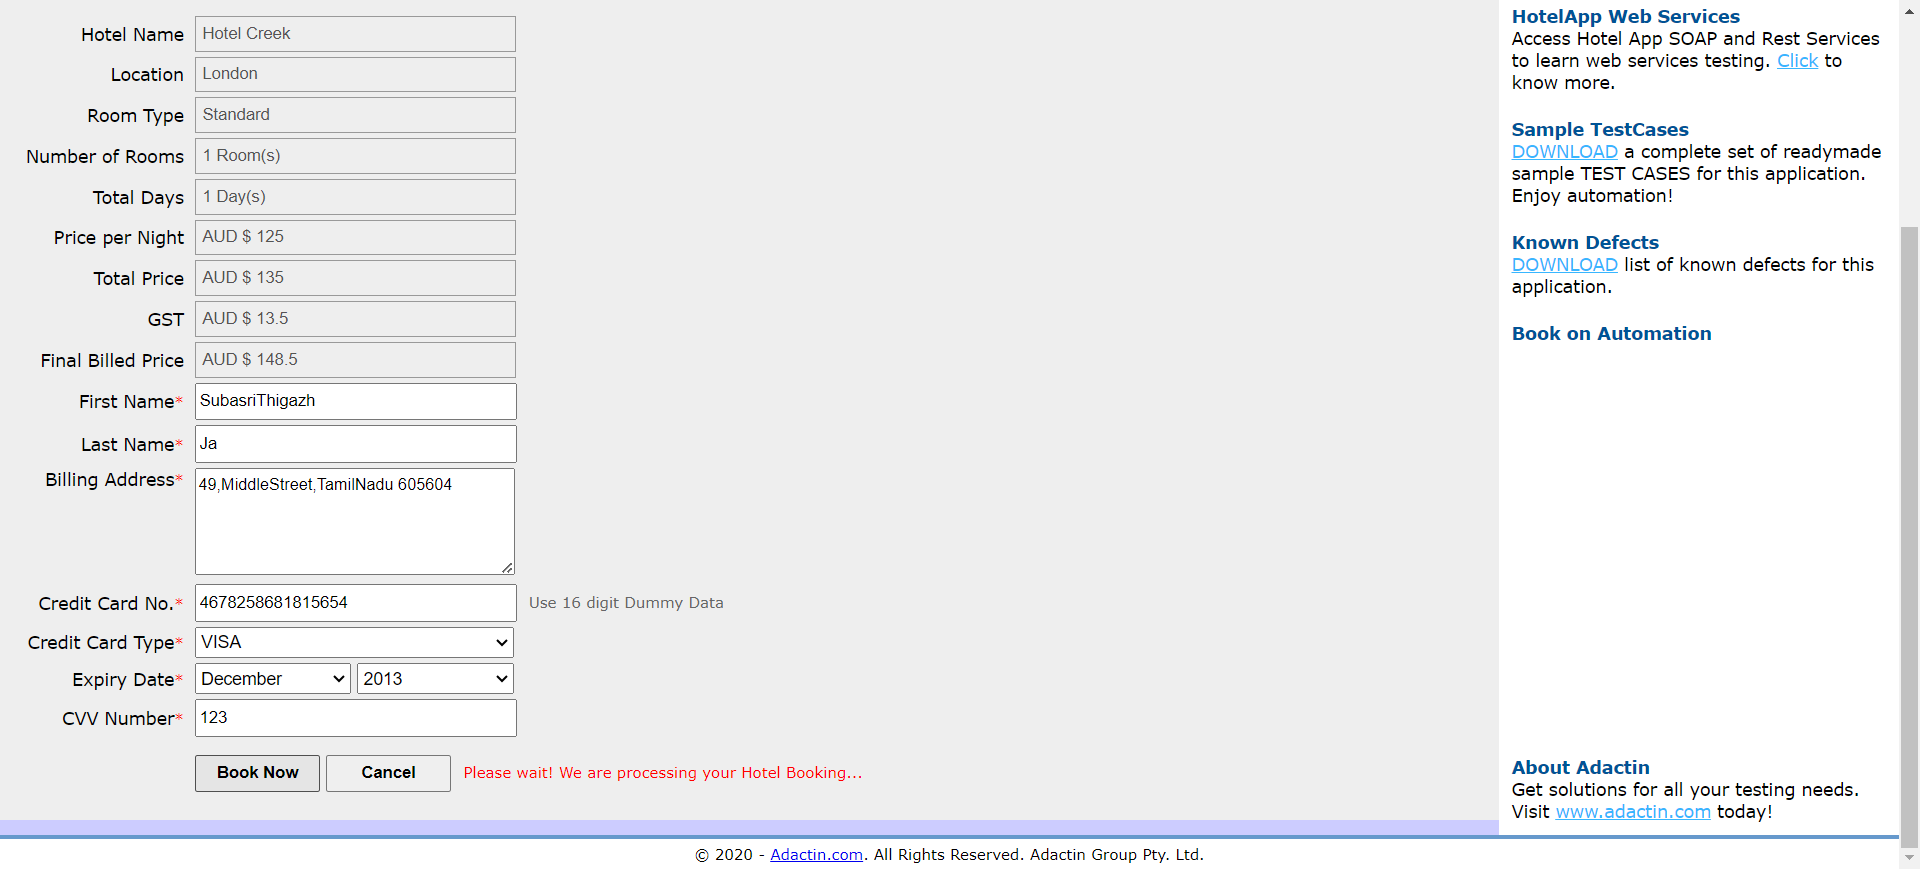 Hotel Name Hotel Creek
Location London
Room Type Standard
Number of Rooms 1 Room(s)
Total Days 1 Day(s)
Price per Night AUD $ 125
Total Price AUD $ 135
GST AUD $ 13.5
Final Billed Price AUD $ 148.5
First Name* SubasriThigazh
Last Name* Ja
Billing Address* 49,MiddleStreet,TamilNadu 605604
Credit Card No.* 4678258681815654 Use 16 digit Dummy Data
Credit Card Type* VISA
Expiry Date* December 2013
CVV Number* 123
Book Now Cancel Please wait! We are processing your Hotel Booking...
HotelApp Web Services
Access Hotel App SOAP and Rest Services
to learn web services testing. Click to
know more.
Sample TestCases
DOWNLOAD a complete set of readymade
sample TEST CASES for this application.
Enjoy automation!
Known Defects
DOWNLOAD list of known defects for this
application.
Book on Automation
About Adactin
Get solutions for all your testing needs.
Visit www.adactin.com today!
© 2020 - Adactin.com. All Rights Reserved. Adactin Group Pty. Ltd.